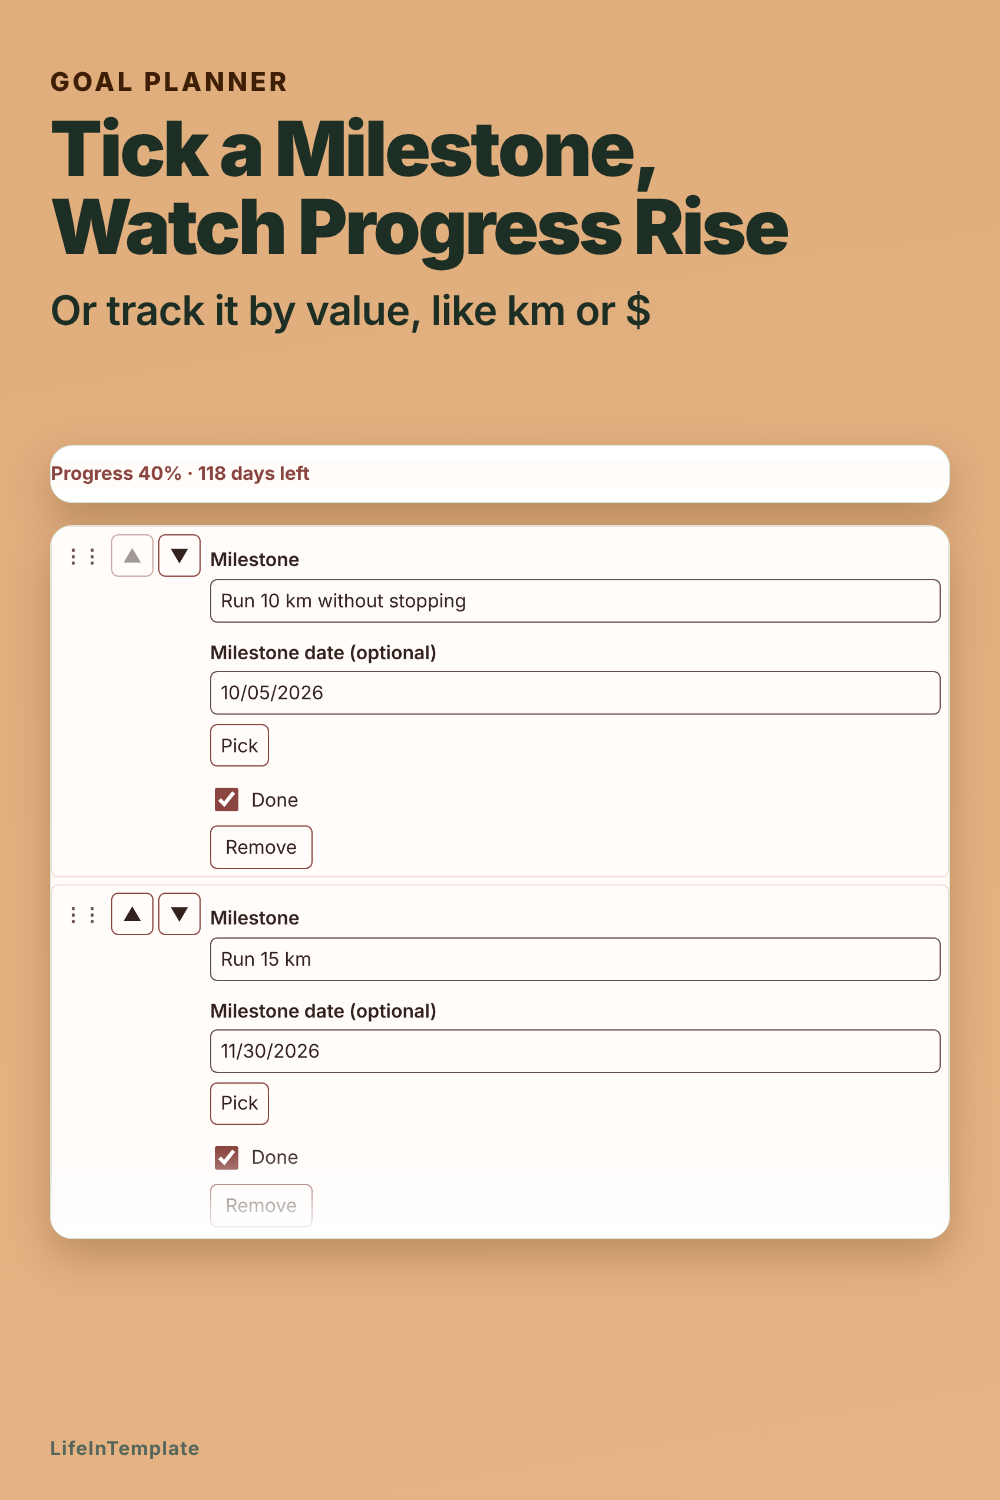 GOAL PLANNER
Tick a Milestone,
Watch Progress Rise
Or track it by value, like km or $
Progress 40% · 118 days left
Milestone
Run 10 km without stopping
Milestone date (optional)
10/05/2026
Pick
Done
Remove
Milestone
Run 15 km
Milestone date (optional)
11/30/2026
Pick
Done
Remove
LifeInTemplate